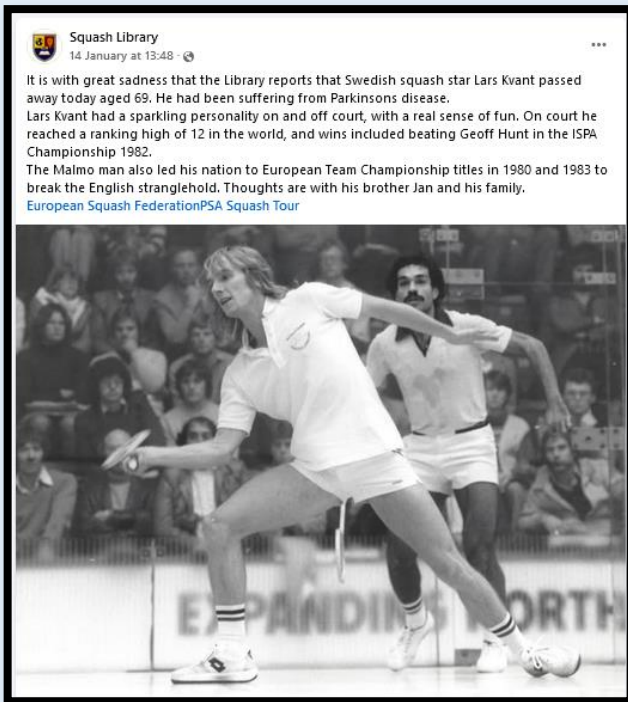 Squash Library
14 January at 13:48 ·
It is with great sadness that the Library reports that Swedish squash star Lars Kvant passed
away today aged 69. He had been suffering from Parkinsons disease.
Lars Kvant had a sparkling personality on and off court, with a real sense of fun. On court he
reached a ranking high of 12 in the world, and wins included beating Geoff Hunt in the ISPA
Championship 1982.
The Malmo man also led his nation to European Team Championship titles in 1980 and 1983 to
break the English stranglehold. Thoughts are with his brother Jan and his family.
European Squash FederationPSA Squash Tour
EXPANDING NORTH